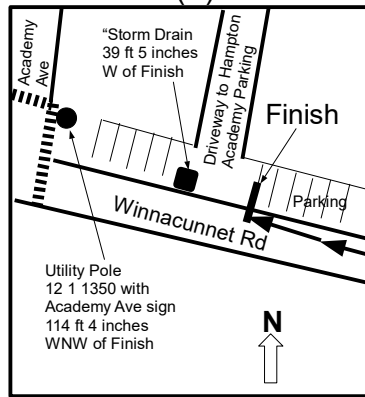 Academy
Ave
“Storm Drain
39 ft 5 inches
W of Finish
Driveway to Hampton
Academy Parking
Finish
Parking
Winnacunnet Rd
Utility Pole
12 1 1350 with
Academy Ave sign
114 ft 4 inches
WNW of Finish
N